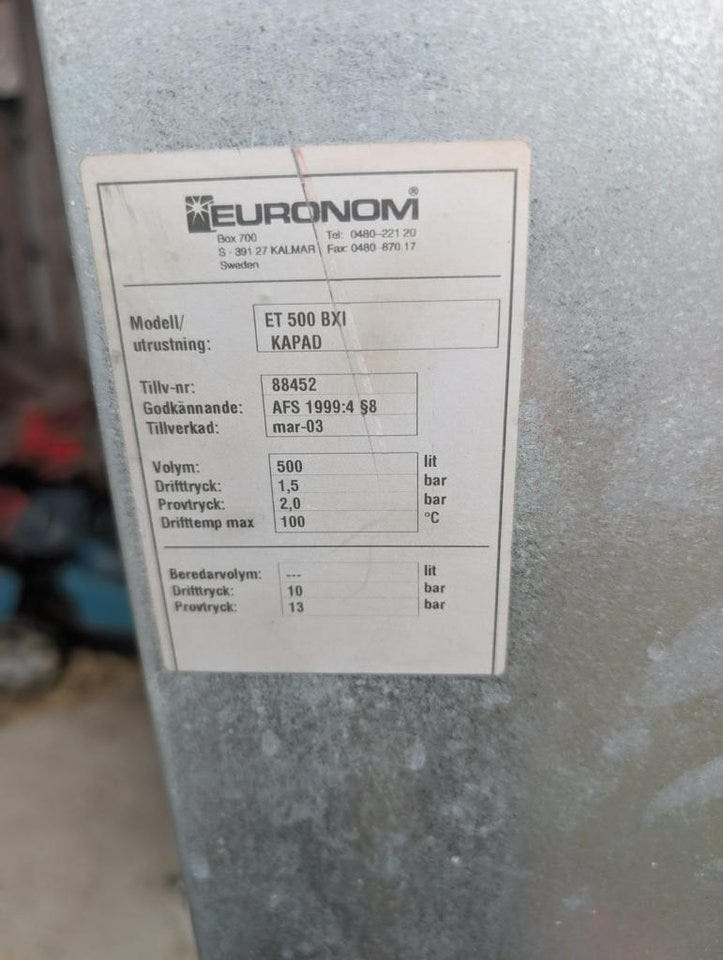 EURONOM®
Box 700 Tel: 0480-221 20
S - 391 27 KALMAR Fax: 0480-870 17
Sweden
Modell/ ET 500 BXI
utrustning: KAPAD
Tillv-nr: 88452
Godkännande: AFS 1999:4 §8
Tillverkad: mar-03
Volym: 500 lit
Drifttryck: 1,5 bar
Provtryck: 2,0 bar
Drifttemp max 100 °C
Beredarvolym: --- lit
Drifttryck: 10 bar
Provtryck: 13 bar